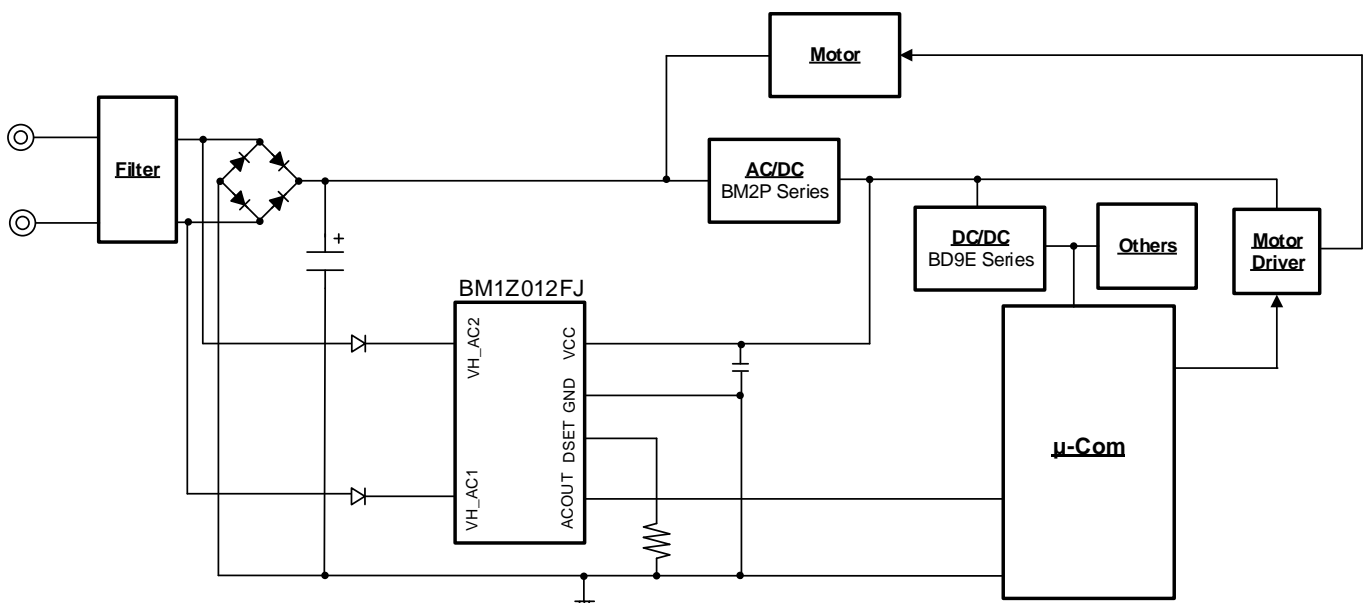 Motor
Filter
AC/DC
BM2P Series
DC/DC
BD9E Series
Others
Motor
Driver
+
BM1Z012FJ
VH_AC2
VCC
GND
DSET
VH_AC1
ACOUT
µ-Com